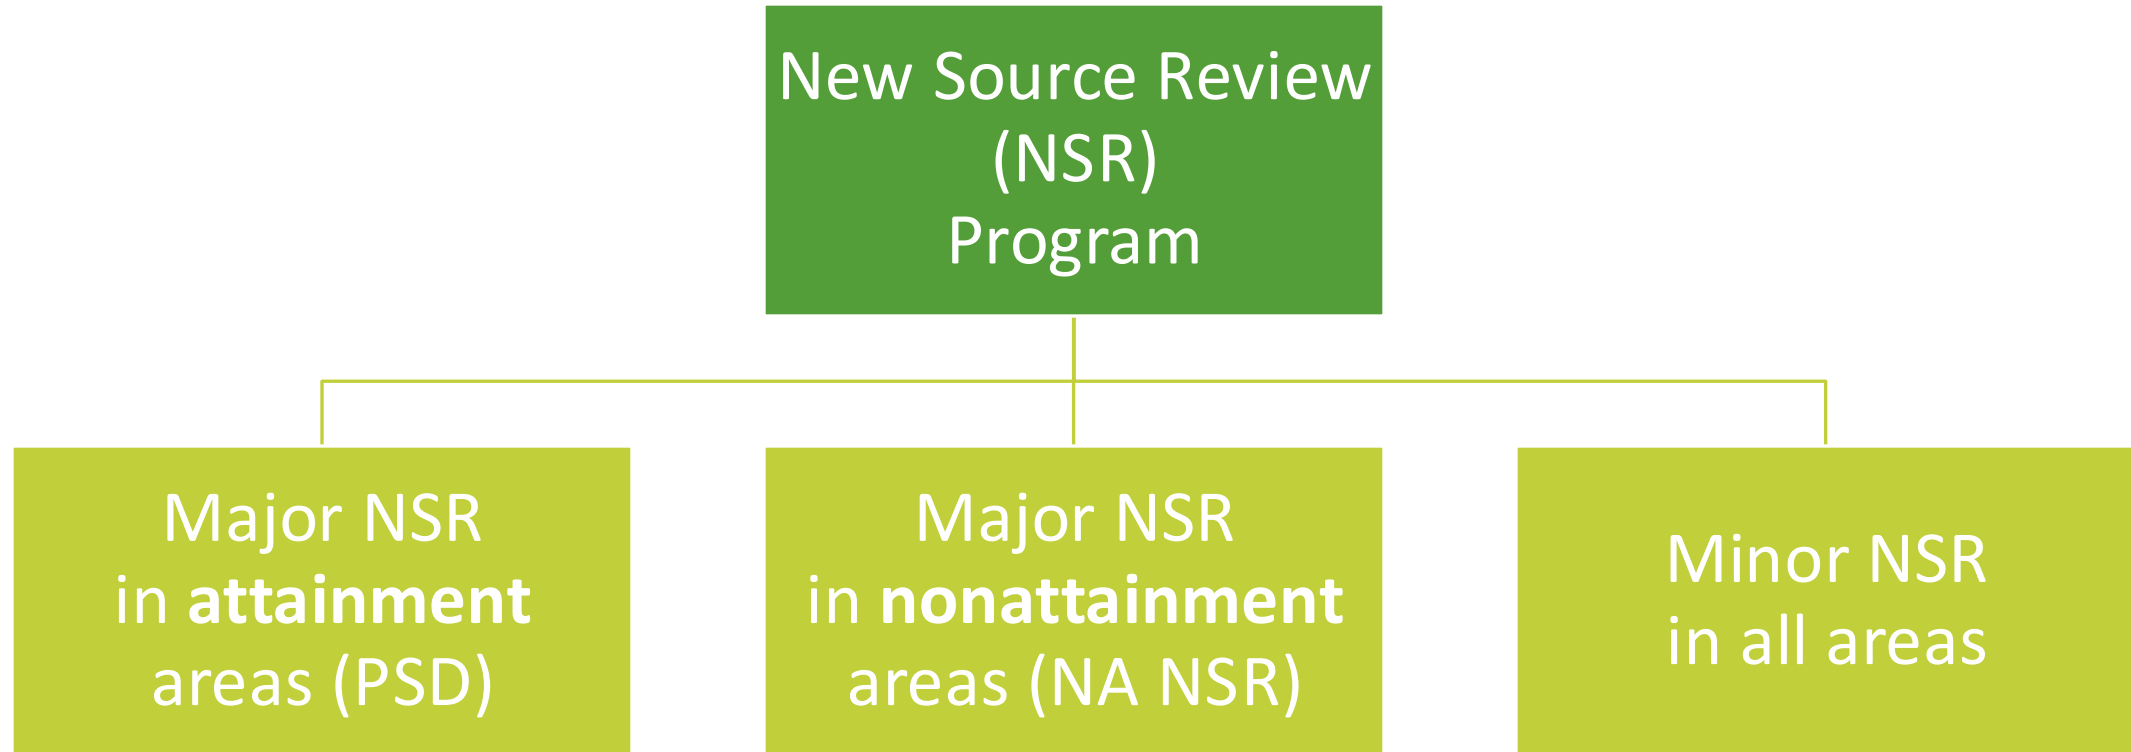 New Source Review
(NSR)
Program
Major NSR
in attainment
areas (PSD)
Major NSR
in nonattainment
areas (NA NSR)
Minor NSR
in all areas